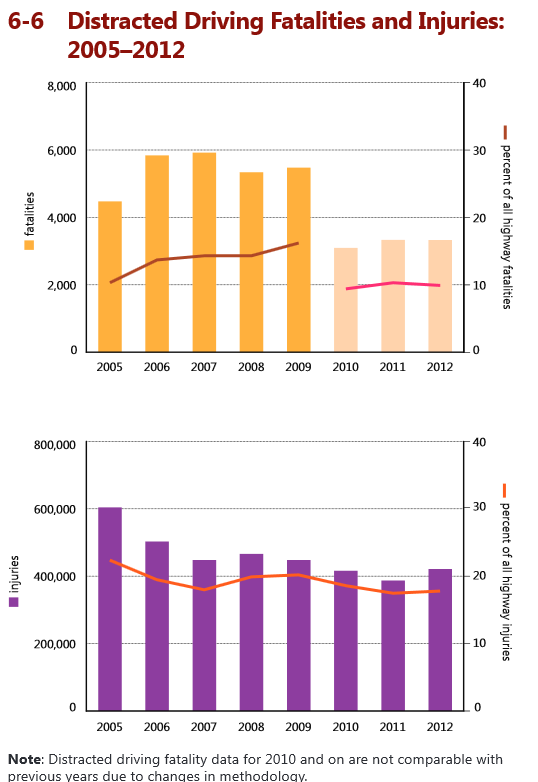 6-6 Distracted Driving Fatalities and Injuries:
2005–2012
8,000
6,000
4,000
2,000
0
fatalities
40
30
20
10
0
percent of all highway fatalities
2005 2006 2007 2008 2009 2010 2011 2012
800,000
600,000
400,000
200,000
0
injuries
40
30
20
10
0
percent of all highway injuries
2005 2006 2007 2008 2009 2010 2011 2012
Note: Distracted driving fatality data for 2010 and on are not comparable with
previous years due to changes in methodology.